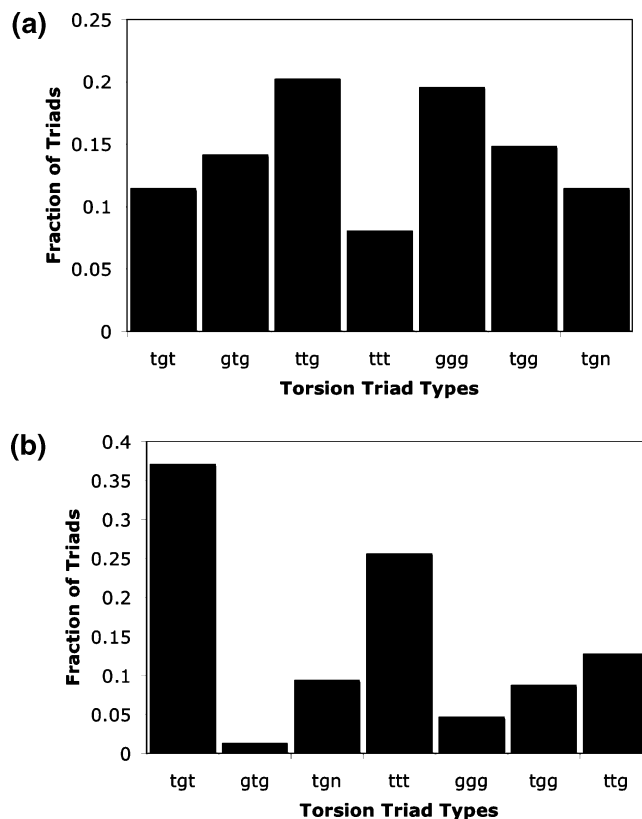 (a)
0.25
0.2
0.15
0.1
0.05
0
Fraction of Triads
tgt gtg ttg ttt ggg tgg tgn
Torsion Triad Types
(b)
0.4
0.35
0.3
0.25
0.2
0.15
0.1
0.05
0
Fraction of Triads
tgt gtg tgn ttt ggg tgg ttg
Torsion Triad Types